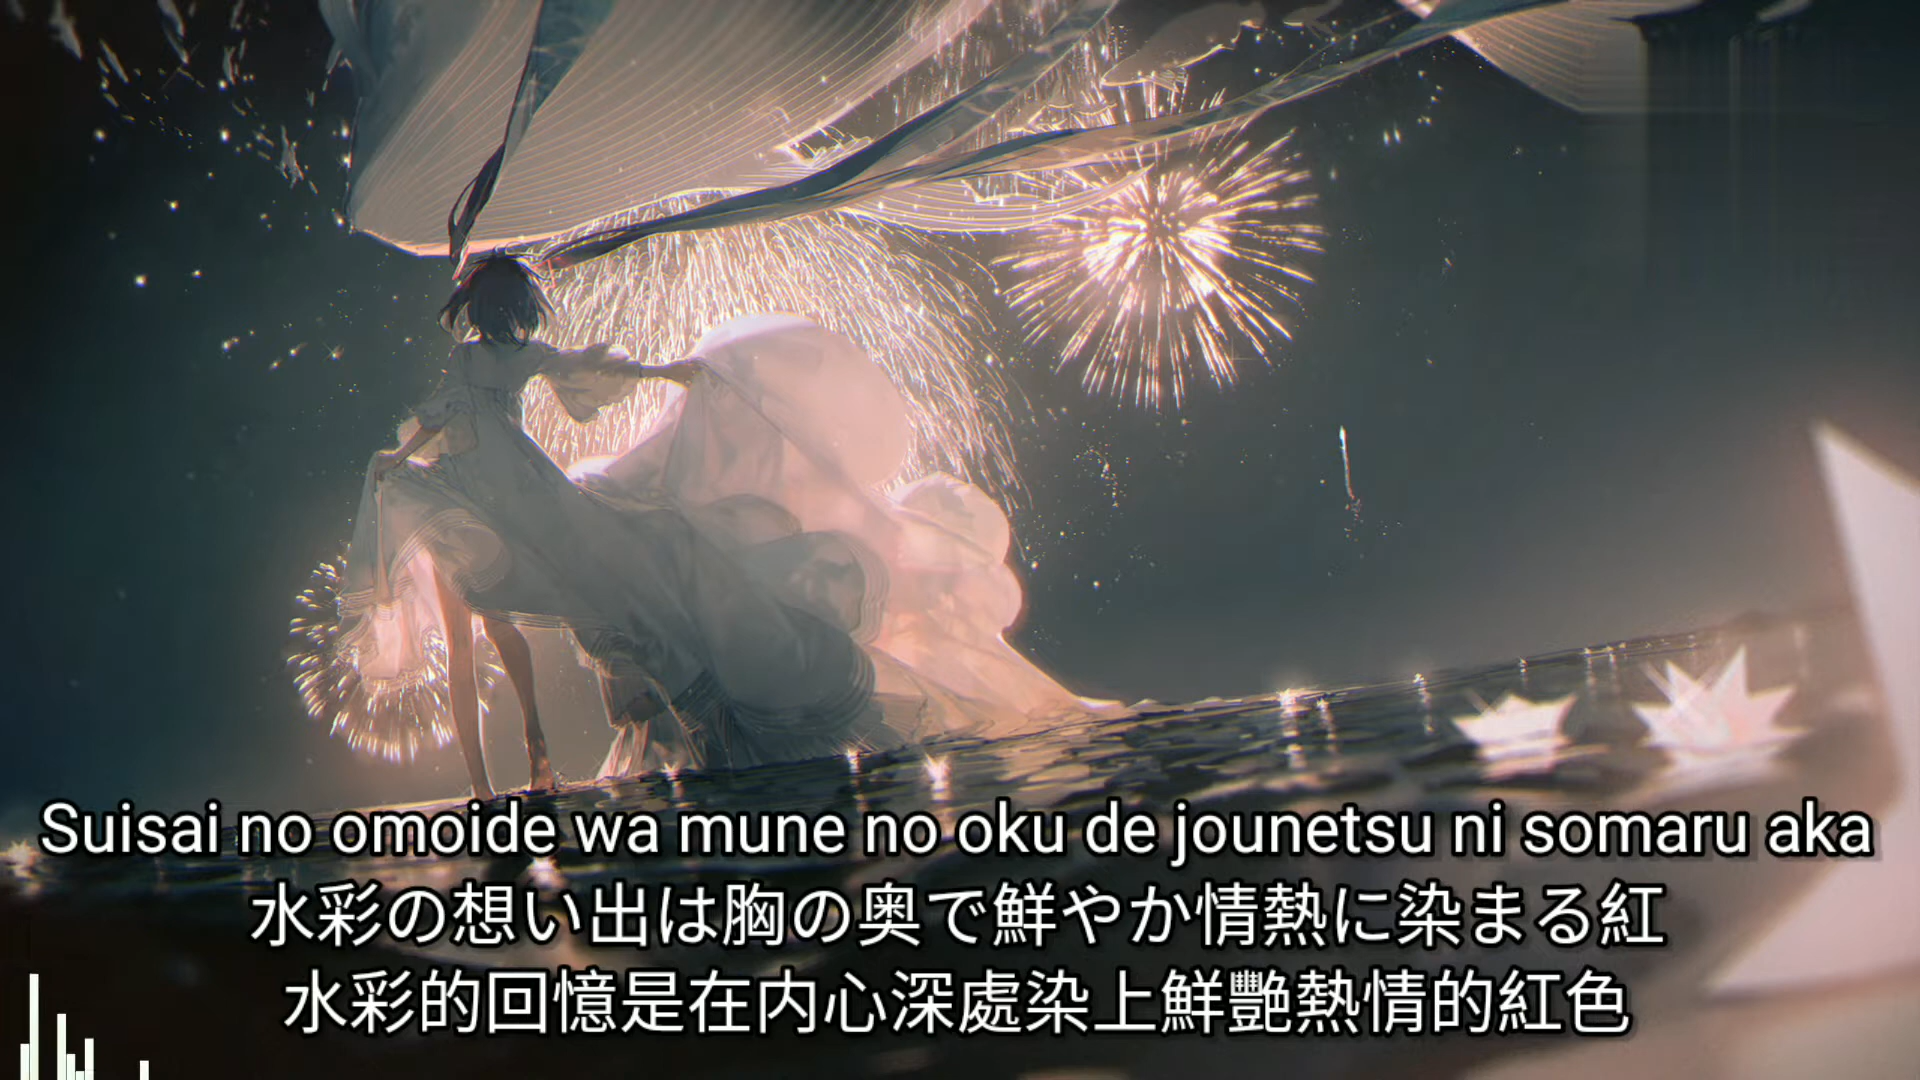 Suisai no omoide wa mune no oku de jounetsu ni somaru aka
水彩の想い出は胸の奥で鮮やか情熱に染まる紅
水彩的回憶是在内心深處染上鮮艷熱情的紅色